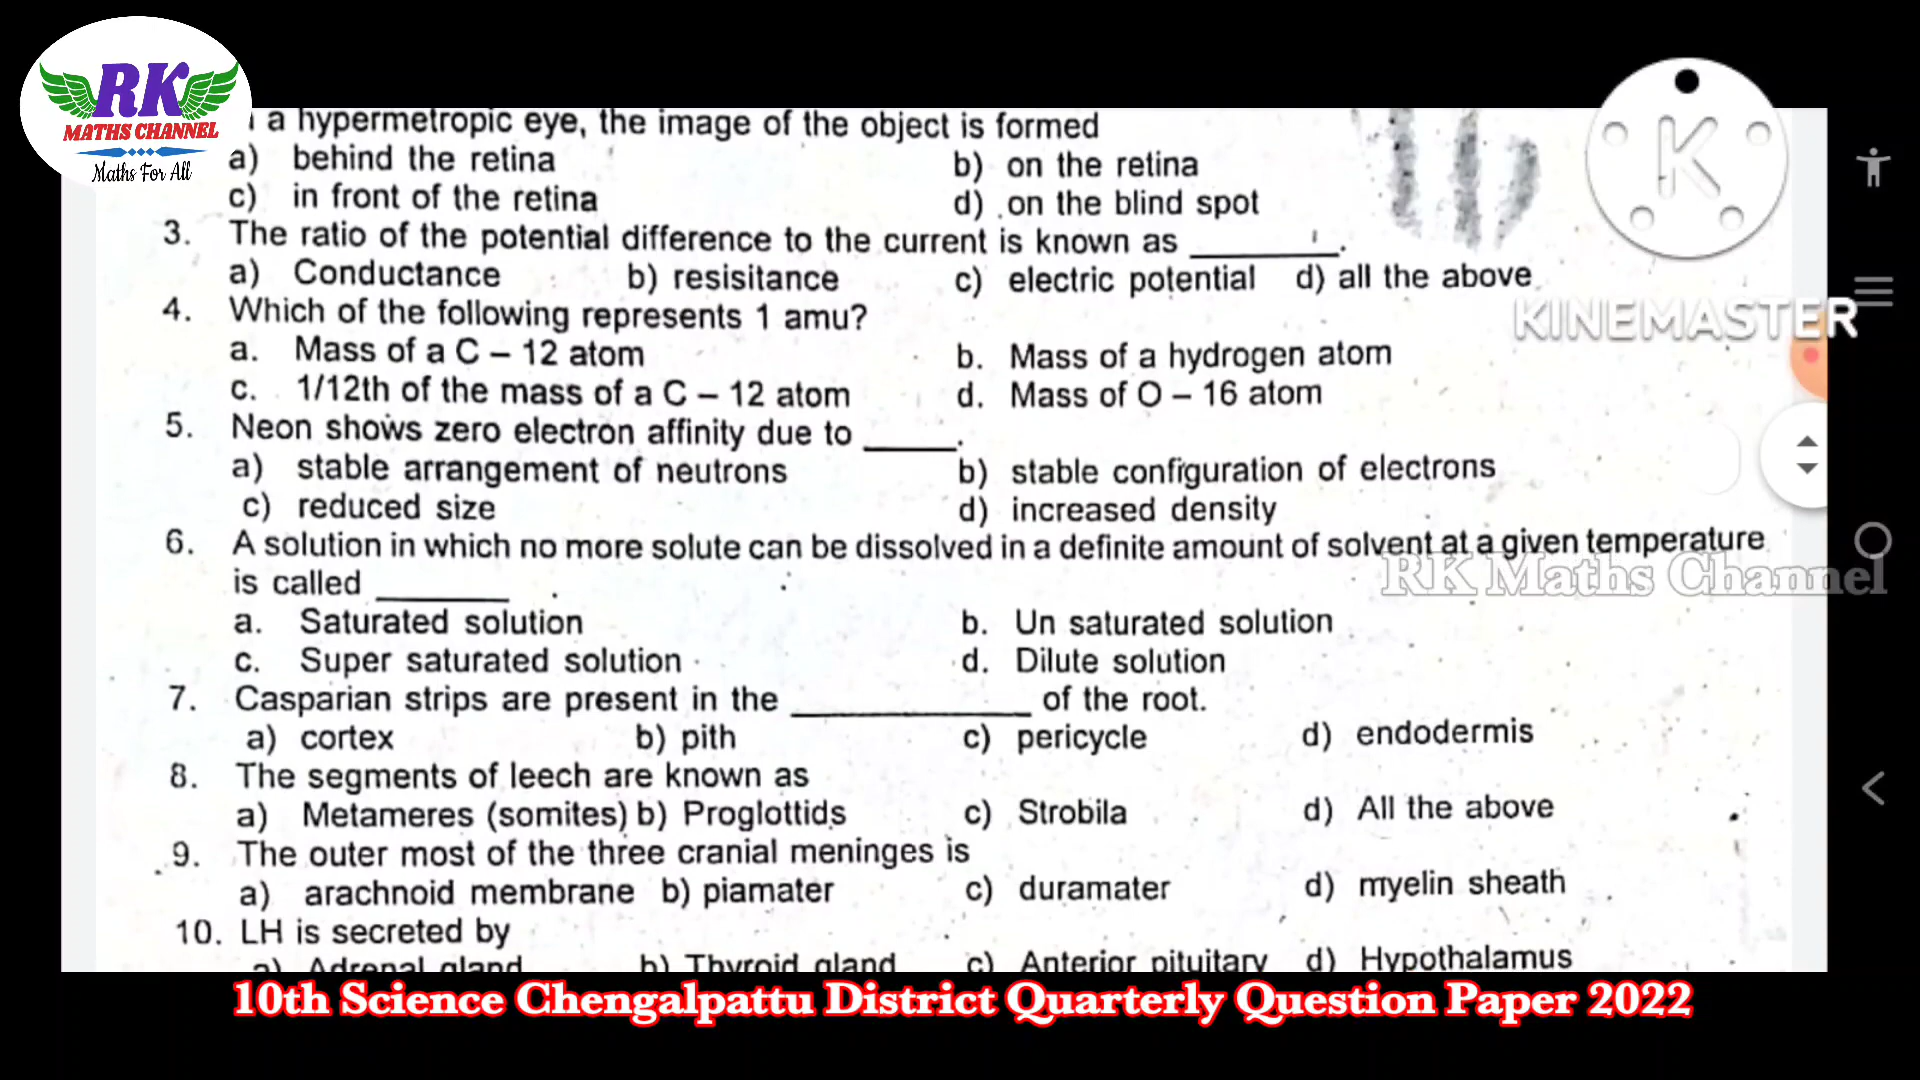 RK
MATHS CHANNEL
Maths For All
a hypermetropic eye, the image of the object is formed
a) behind the retina b) on the retina
c) in front of the retina d) on the blind spot
3. The ratio of the potential difference to the current is known as ________.
a) Conductance b) resisitance c) electric potential d) all the above
4. Which of the following represents 1 amu?
a. Mass of a C – 12 atom b. Mass of a hydrogen atom
c. 1/12th of the mass of a C – 12 atom d. Mass of O – 16 atom
5. Neon shows zero electron affinity due to _____.
a) stable arrangement of neutrons b) stable configuration of electrons
c) reduced size d) increased density
6. A solution in which no more solute can be dissolved in a definite amount of solvent at a given temperature
is called _______ .
a. Saturated solution b. Un saturated solution
c. Super saturated solution d. Dilute solution
7. Casparian strips are present in the _____________ of the root.
a) cortex b) pith c) pericycle d) endodermis
8. The segments of leech are known as
a) Metameres (somites) b) Proglottids c) Strobila d) All the above
9. The outer most of the three cranial meninges is
a) arachnoid membrane b) piamater c) duramater d) myelin sheath
10. LH is secreted by
a) Adrenal gland b) Thyroid gland c) Anterior pituitary d) Hypothalamus
K
KINEMASTER
RK Maths Channel
10th Science Chengalpattu District Quarterly Question Paper 2022